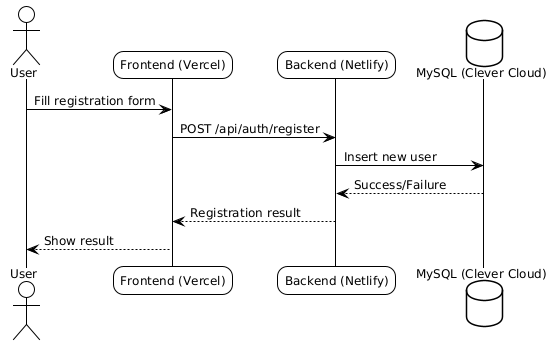 User
Frontend (Vercel)
Backend (Netlify)
MySQL (Clever Cloud)
Fill registration form
POST /api/auth/register
Insert new user
Success/Failure
Registration result
Show result
User
Frontend (Vercel)
Backend (Netlify)
MySQL (Clever Cloud)